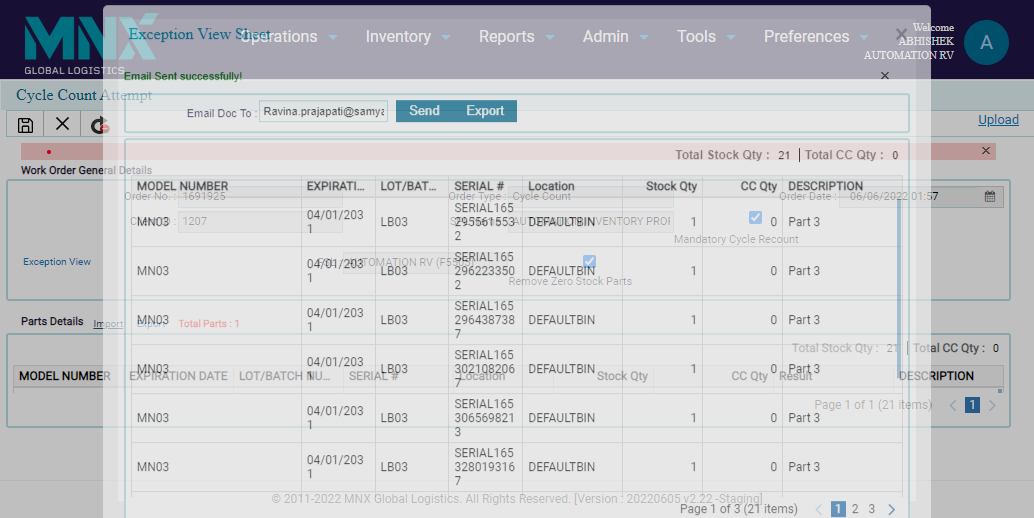 MNX
GLOBAL LOGISTICS
Exception View Sheet
Operations
Inventory
Reports
Admin
Tools
Preferences
Welcome
ABHISHEK
AUTOMATION RV
A
Email Sent successfully!
Cycle Count Attempt
Email Doc To :
Ravina.prajapati@samya
Send
Export
Upload
Total Stock Qty : 21 | Total CC Qty : 0
Work Order General Details
MODEL NUMBER EXPIRATI... LOT/BAT... SERIAL # Location Stock Qty CC Qty DESCRIPTION
Order No. : 1691925
Order Type : Cycle Count
Order Date : 06/06/2022 01:57
1207
Mandatory Cycle Recount
Exception View
AUTOMATION RV
Remove Zero Stock Parts
MN03 04/01/2031 LB03 DEFAULTBIN 1 0 Part 3
MN03 04/01/2031 LB03 SERIAL1652962233502 DEFAULTBIN 1 0 Part 3
MN03 04/01/2031 LB03 SERIAL1652964387387 DEFAULTBIN 1 0 Part 3
MN03 04/01/2031 LB03 SERIAL1653021082067 DEFAULTBIN 1 0 Part 3
MN03 04/01/2031 LB03 SERIAL1653065698213 DEFAULTBIN 1 0 Part 3
MN03 04/01/2031 LB03 SERIAL1653280193167 DEFAULTBIN 1 0 Part 3
Parts Details
Import
Export
Total Parts : 1
Total Stock Qty : 21 | Total CC Qty : 0
MODEL NUMBER EXPIRATION DATE LOT/BATCH NU... SERIAL # Location Stock Qty CC Qty Result DESCRIPTION
Page 1 of 1 (21 items) 1
© 2011-2022 MNX Global Logistics. All Rights Reserved. [Version : 20220605 v2.22 -Staging]
Page 1 of 3 (21 items) 1 2 3